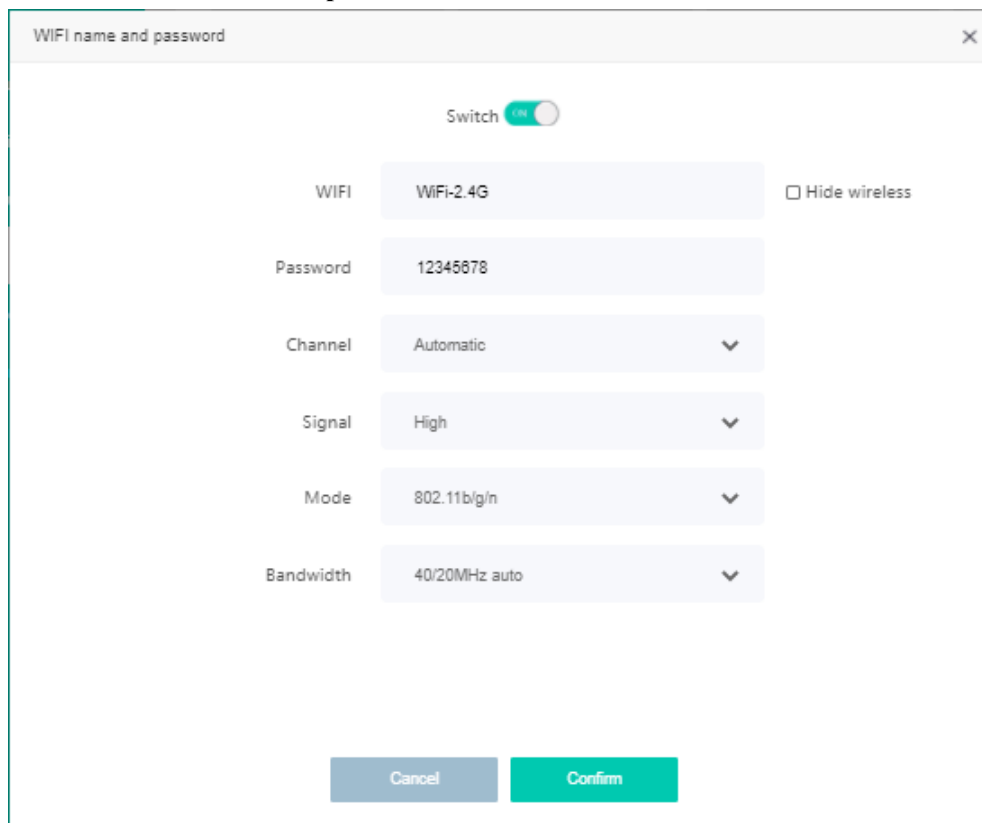 WIFI name and password
Switch ON
WIFI WiFi-2.4G Hide wireless
Password 12345678
Channel Automatic
Signal High
Mode 802.11b/g/n
Bandwidth 40/20MHz auto
Cancel Confirm